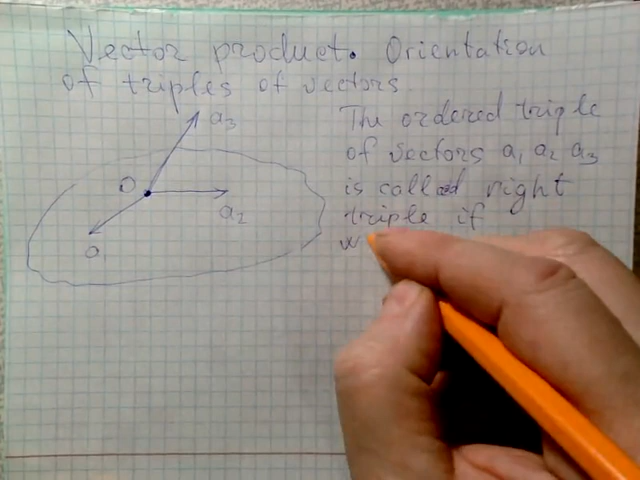 Vector product. Orientation
of triples of vectors
The ordered triple
of vectors a₁ a₂ a₃
is called right
triple if
w
a₃
O
a₂
a₁